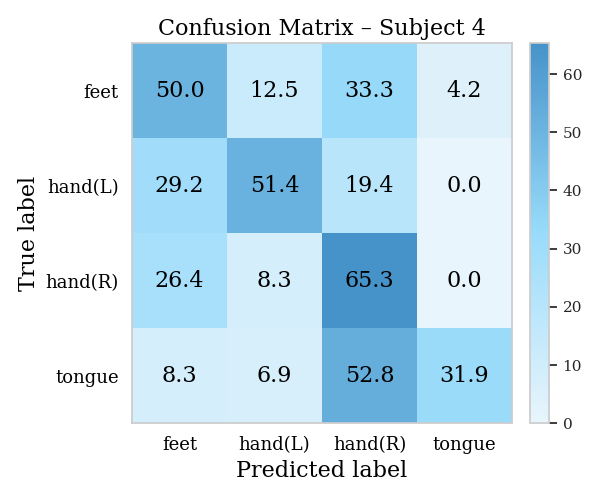 Confusion Matrix – Subject 4
feet 50.0 12.5 33.3 4.2
hand(L) 29.2 51.4 19.4 0.0
hand(R) 26.4 8.3 65.3 0.0
tongue 8.3 6.9 52.8 31.9
feet hand(L) hand(R) tongue
Predicted label
True label
60
50
40
30
20
10
0